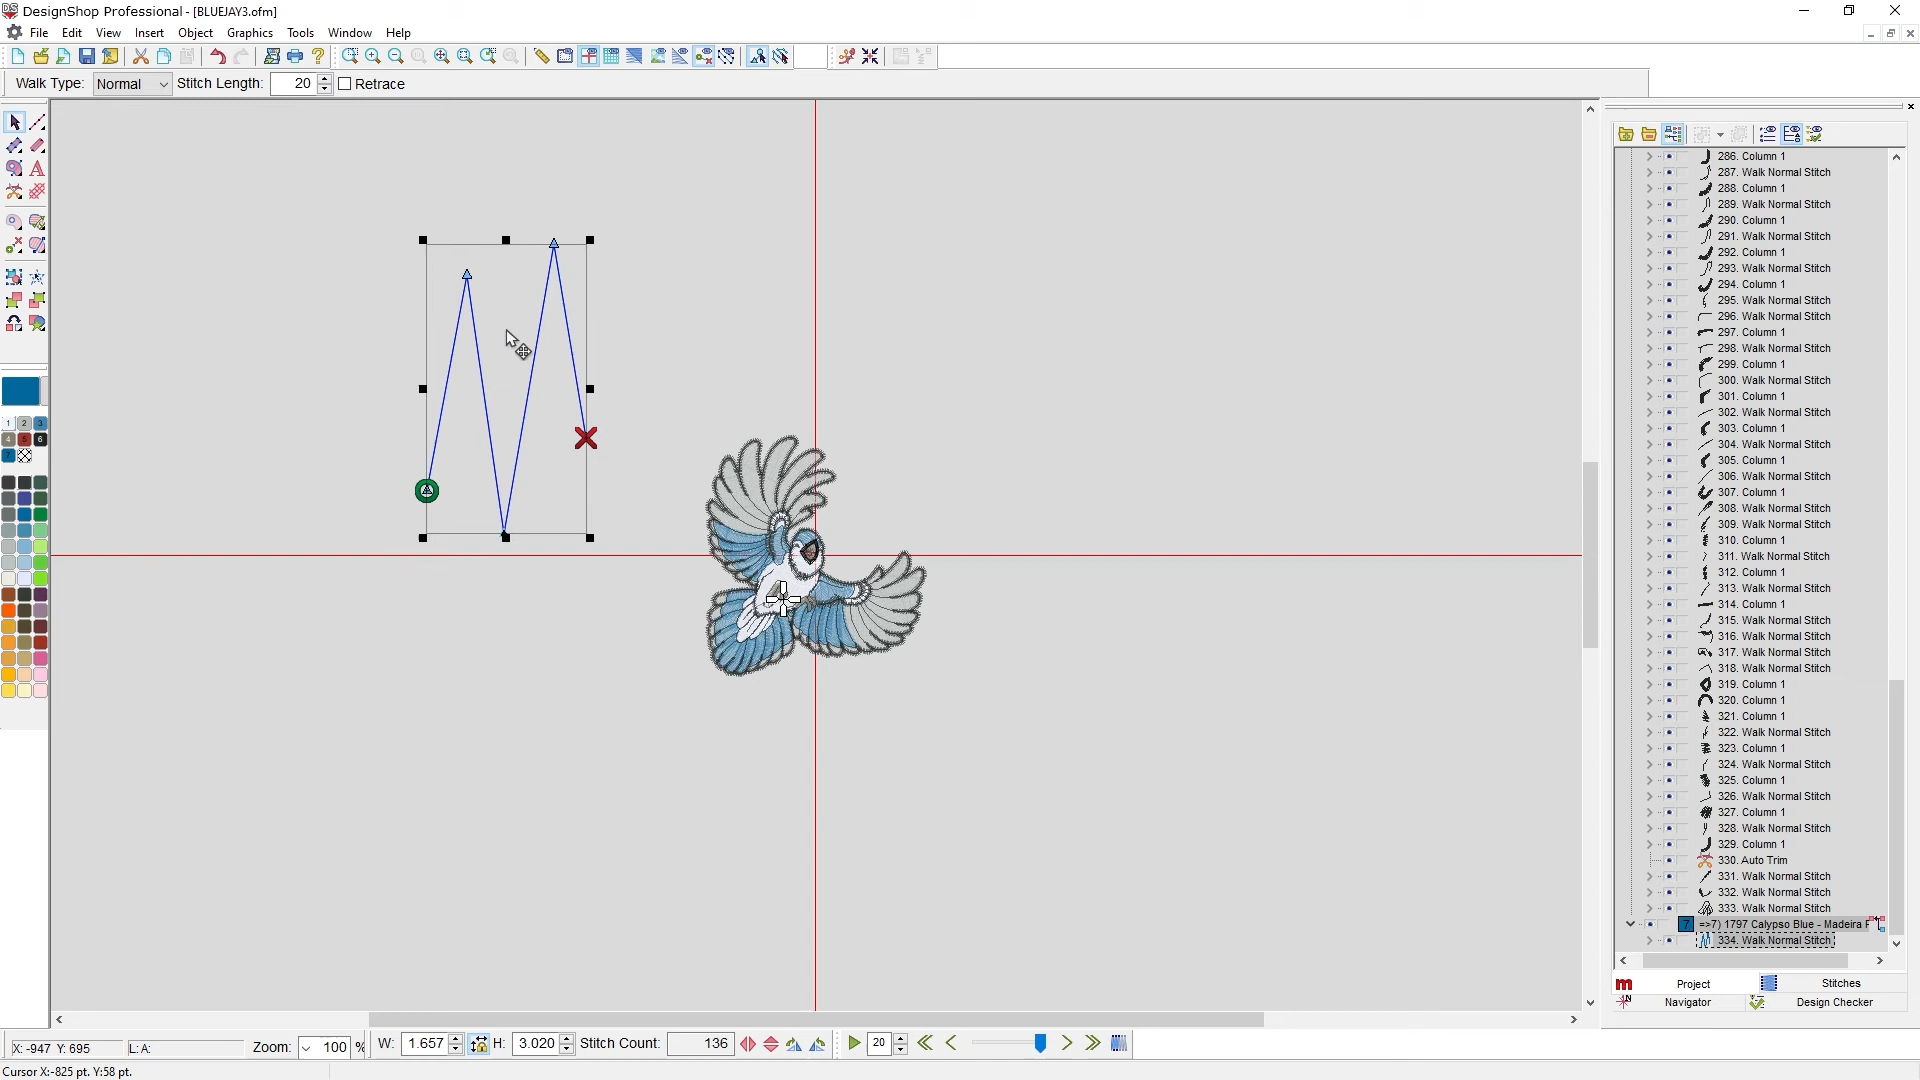 DesignShop Professional - [BLUEJAY3.ofm]
File Edit View Insert Object Graphics Tools Window Help
Walk Type: Normal Stitch Length: 20 Retrace
286. Column 1
287. Walk Normal Stitch
288. Column 1
289. Walk Normal Stitch
290. Column 1
291. Walk Normal Stitch
292. Column 1
293. Walk Normal Stitch
294. Column 1
295. Walk Normal Stitch
296. Walk Normal Stitch
297. Column 1
298. Walk Normal Stitch
299. Column 1
300. Walk Normal Stitch
301. Column 1
302. Walk Normal Stitch
303. Column 1
304. Walk Normal Stitch
305. Column 1
306. Walk Normal Stitch
307. Column 1
308. Walk Normal Stitch
309. Walk Normal Stitch
310. Column 1
311. Walk Normal Stitch
312. Column 1
313. Walk Normal Stitch
314. Column 1
315. Walk Normal Stitch
316. Walk Normal Stitch
317. Walk Normal Stitch
318. Walk Normal Stitch
319. Column 1
320. Column 1
321. Column 1
322. Walk Normal Stitch
323. Column 1
324. Walk Normal Stitch
325. Column 1
326. Walk Normal Stitch
327. Column 1
328. Walk Normal Stitch
329. Column 1
330. Auto Trim
331. Walk Normal Stitch
332. Walk Normal Stitch
333. Walk Normal Stitch
7 =>7) 1797 Calypso Blue - Madeira F
334. Walk Normal Stitch
1 2 3
4 5 6
7
Project Stitches
Navigator Design Checker
X: -947 Y: 695 L: A: Zoom: 100 % W: 1.657 H: 3.020 Stitch Count: 136 20
Cursor X:-825 pt. Y:58 pt.